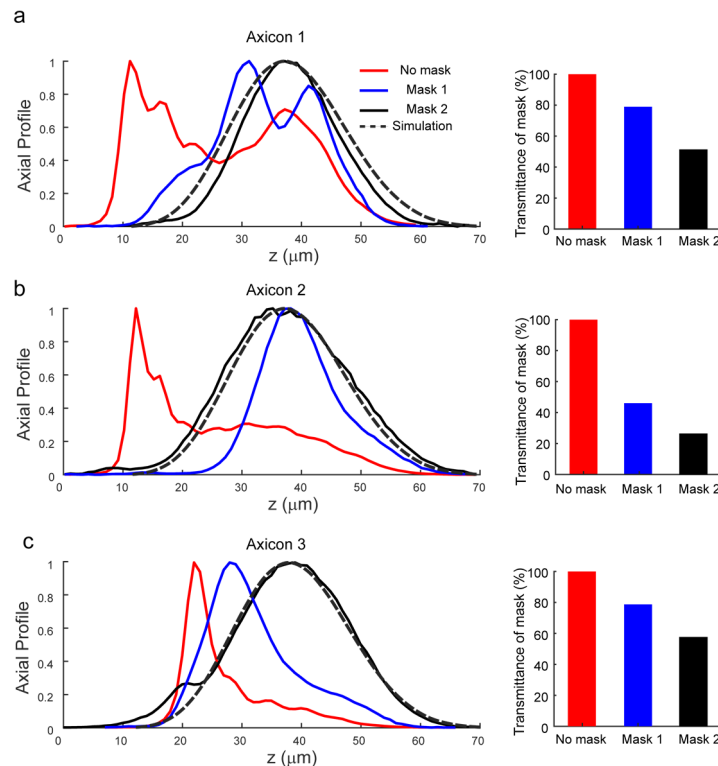 a
Axicon 1
No mask
Mask 1
Mask 2
Simulation
Axial Profile
1
0.8
0.6
0.4
0.2
0
0 10 20 30 40 50 60 70
z (μm)
Transmittance of mask (%)
100
80
60
40
20
0
No mask Mask 1 Mask 2
b
Axicon 2
Axial Profile
1
0.8
0.6
0.4
0.2
0
0 10 20 30 40 50 60 70
z (μm)
Transmittance of mask (%)
100
80
60
40
20
0
No mask Mask 1 Mask 2
c
Axicon 3
Axial Profile
1
0.8
0.6
0.4
0.2
0
0 10 20 30 40 50 60 70
z (μm)
Transmittance of mask (%)
100
80
60
40
20
0
No mask Mask 1 Mask 2